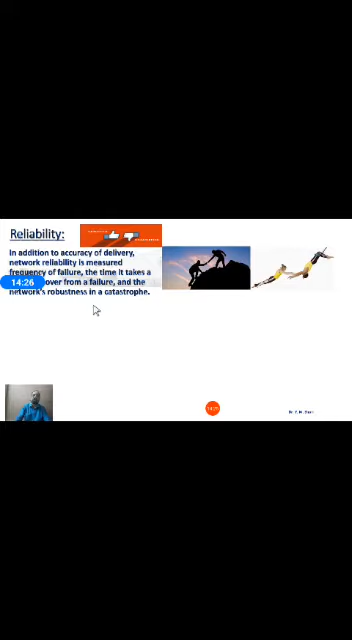 Reliability:
In addition to accuracy of delivery,
network reliability is measured
frequency of failure, the time it takes a
14:26 over from a failure, and the
network's robustness in a catastrophe.